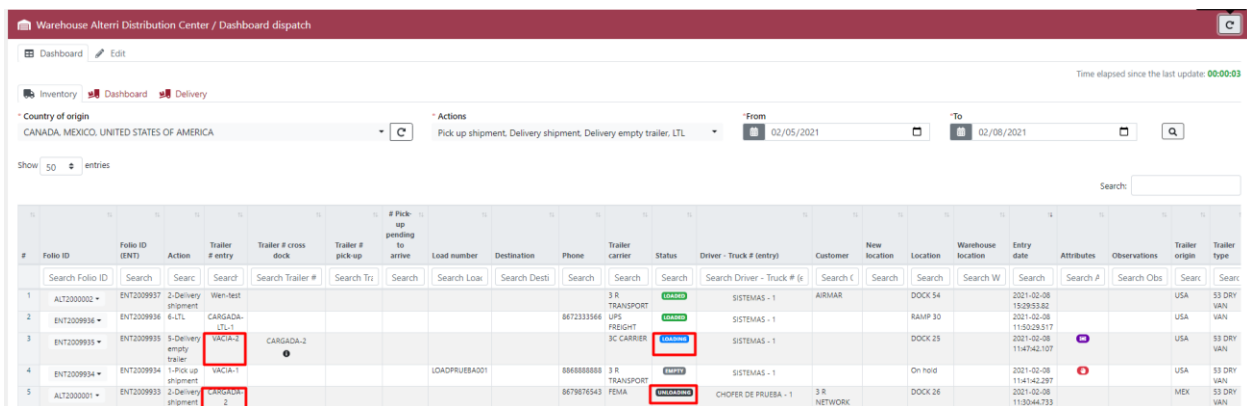 Warehouse Alterri Distribution Center / Dashboard dispatch
Dashboard Edit
Time elapsed since the last update: 00:00:03
Inventory Dashboard Delivery
* Country of origin * Actions *From *To
CANADA, MEXICO, UNITED STATES OF AMERICA Pick up shipment, Delivery shipment, Delivery empty trailer, LTL 02/05/2021 02/08/2021
Show 50 entries
Search:
# Folio ID Folio ID (ENT) Action Trailer # entry Trailer # cross dock Trailer # pick-up # Pick-up pending to arrive Load number Destination Phone Trailer carrier Status Driver - Truck # (entry) Customer New location Location Warehouse location Entry date Attributes Observations Trailer origin Trailer type
Search Folio ID Search Searc Search Search Trailer # Search Tra Search Search Loac Search Desti Search Search Search Search Driver - Truck # (e Search ( Search Search Search W Search Search A Search Obs Searc Searc
1 ALT2000002 ENT2009937 2-Delivery shipment Wen-test 3 R TRANSPORT LOADED SISTEMAS - 1 AIRMAR DOCK 54 2021-02-08 15:29:53.82 USA 53 DRY VAN
2 ENT2009936 ENT2009936 6-LTL CARGADA-LTL-1 8672333566 UPS FREIGHT LOADED SISTEMAS - 1 RAMP 30 2021-02-08 11:50:29.517 USA VAN
3 ENT2009935 ENT2009935 5-Delivery empty trailer VACIA-2 CARGADA-2 3C CARRIER LOADING SISTEMAS - 1 DOCK 25 2021-02-08 11:47:42.107 USA 53 DRY VAN
4 ENT2009934 ENT2009934 1-Pick up shipment VACIA-1 LOADPRUEBA001 8868888888 3 R TRANSPORT EMPTY SISTEMAS - 1 On hold 2021-02-08 11:41:42.297 USA 53 DRY VAN
5 ALT2000001 ENT2009933 2-Delivery shipment CARGADA-2 8679876543 FEMA UNLOADING CHOFER DE PRUEBA - 1 3 R NETWORK DOCK 26 2021-02-08 11:30:44.733 MEX 53 DRY VAN